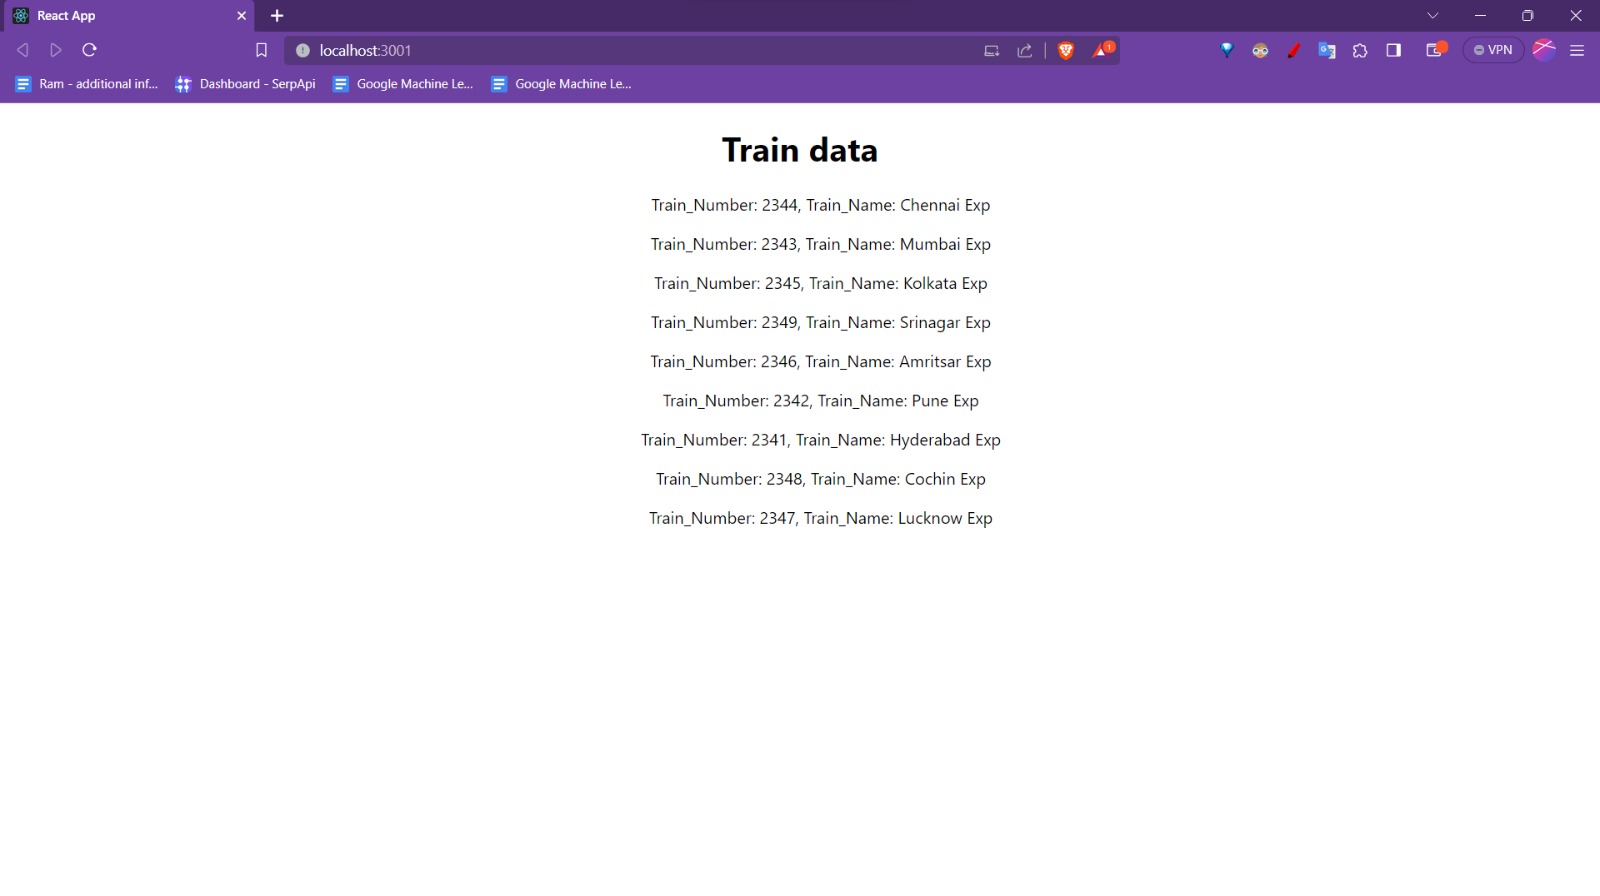 React App
localhost:3001
1
VPN
Ram - additional inf...
Dashboard - SerpApi
Google Machine Le...
Google Machine Le...
Train data
Train_Number: 2344, Train_Name: Chennai Exp
Train_Number: 2343, Train_Name: Mumbai Exp
Train_Number: 2345, Train_Name: Kolkata Exp
Train_Number: 2349, Train_Name: Srinagar Exp
Train_Number: 2346, Train_Name: Amritsar Exp
Train_Number: 2342, Train_Name: Pune Exp
Train_Number: 2341, Train_Name: Hyderabad Exp
Train_Number: 2348, Train_Name: Cochin Exp
Train_Number: 2347, Train_Name: Lucknow Exp